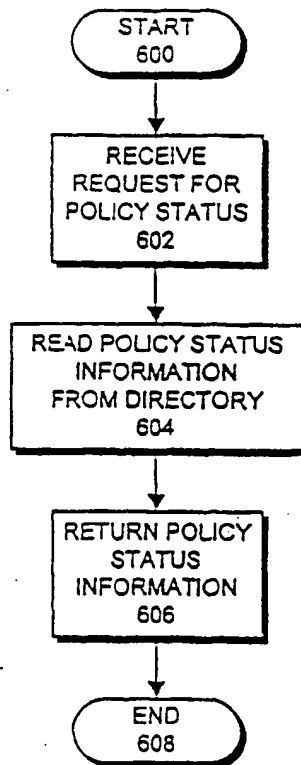 START
600
RECEIVE
REQUEST FOR
POLICY STATUS
602
READ POLICY STATUS
INFORMATION
FROM DIRECTORY
604
RETURN POLICY
STATUS
INFORMATION
606
END
608